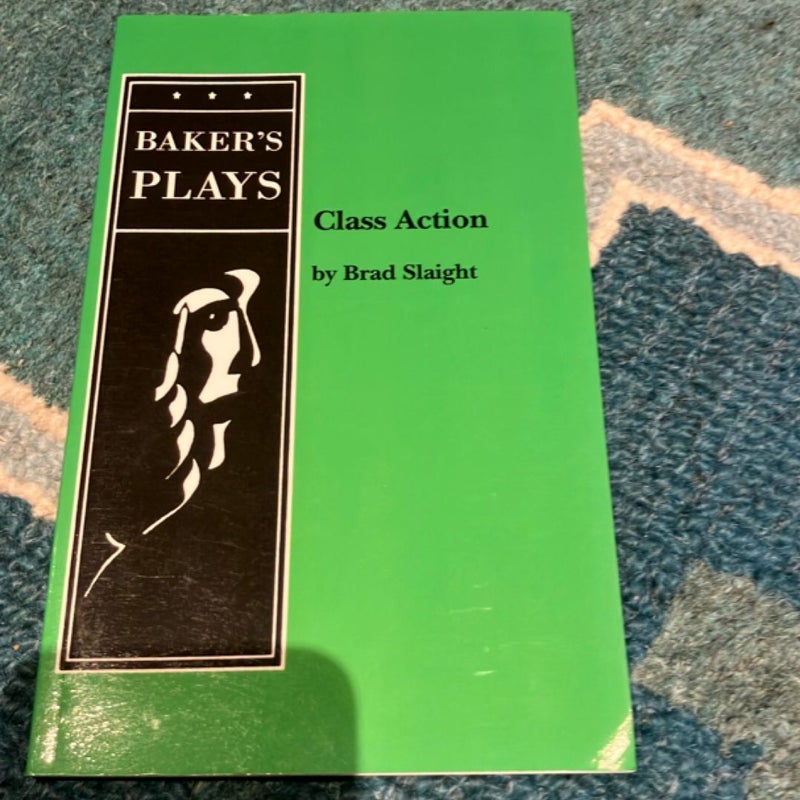 BAKER'S
PLAYS
Class Action
by Brad Slaight